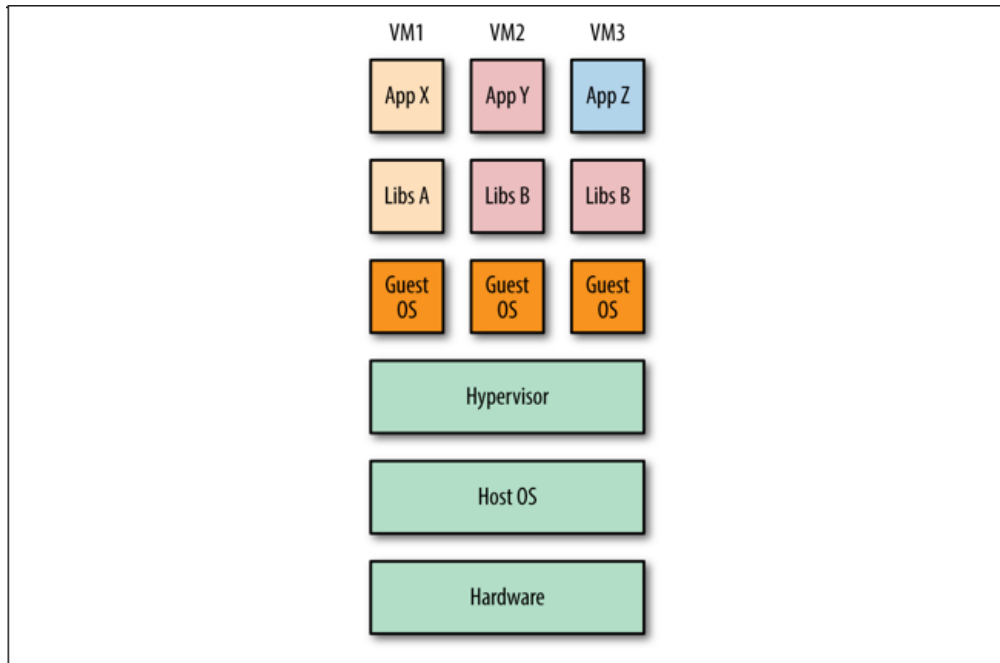 VM1 VM2 VM3
App X App Y App Z
Libs A Libs B Libs B
Guest OS Guest OS Guest OS
Hypervisor
Host OS
Hardware